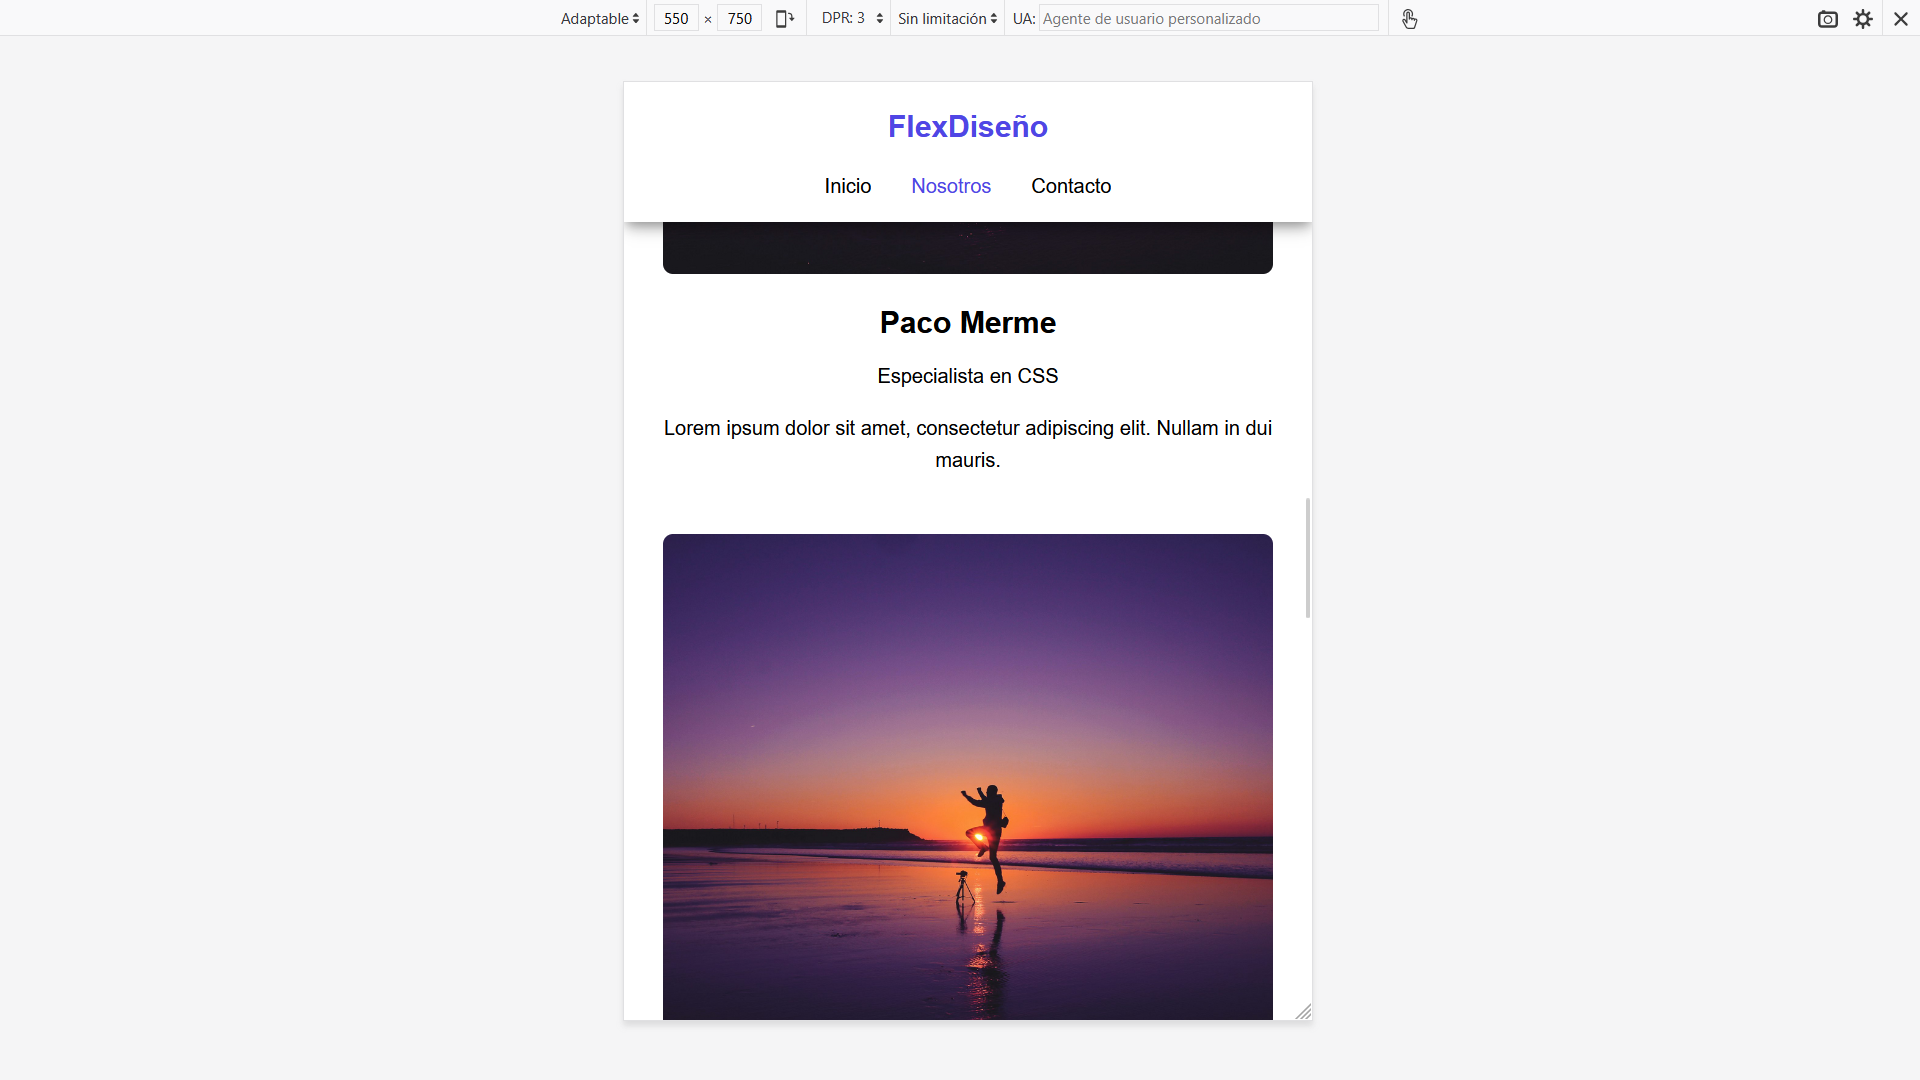 Adaptable 550 × 750 DPR: 3 Sin limitación UA: Agente de usuario personalizado
FlexDiseño
Inicio Nosotros Contacto
Paco Merme
Especialista en CSS
Lorem ipsum dolor sit amet, consectetur adipiscing elit. Nullam in dui
mauris.